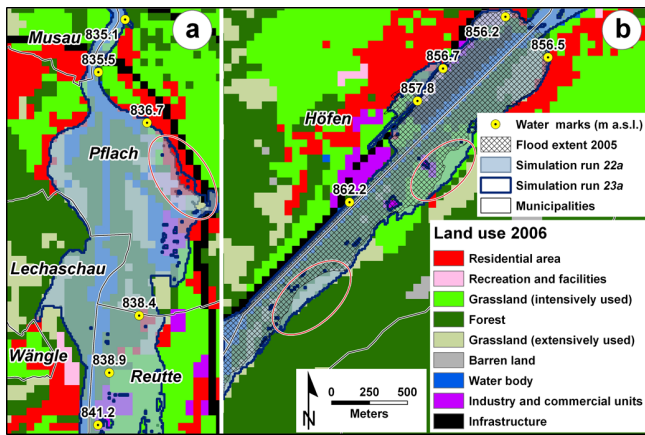 a
Musau
835.1
835.5
836.7
Pflach
Lechaschau
838.4
Wängle
838.9
Reutte
841.2
b
856.2
856.5
856.7
857.8
Höfen
862.2
Water marks (m a.s.l.)
Flood extent 2005
Simulation run 22a
Simulation run 23a
Municipalities
Land use 2006
Residential area
Recreation and facilities
Grassland (intensively used)
Forest
Grassland (extensively used)
Barren land
Water body
Industry and commercial units
Infrastructure
N
0 250 500
Meters